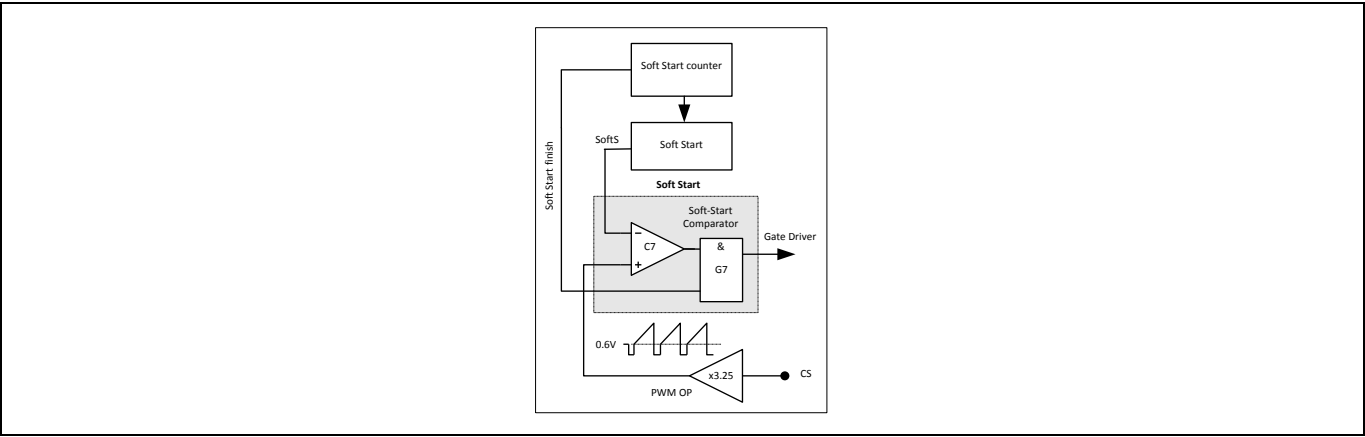 Soft Start counter
Soft Start finish
SoftS
Soft Start
Soft Start
Soft-Start
Comparator
Gate Driver
−
C7
+
&
G7
0.6V
x3.25
CS
PWM OP